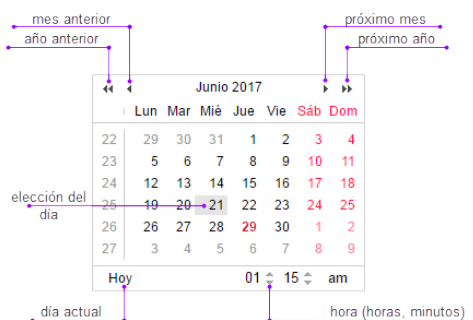 mes anterior próximo mes
año anterior próximo año
Junio 2017
Lun Mar Mié Jue Vie Sáb Dom
22 29 30 31 1 2 3 4
23 5 6 7 8 9 10 11
24 12 13 14 15 16 17 18
elección del día
25 19 20 21 22 23 24 25
26 26 27 28 29 30 1 2
27 3 4 5 6 7 8 9
Hoy 01 15 am
día actual hora (horas, minutos)